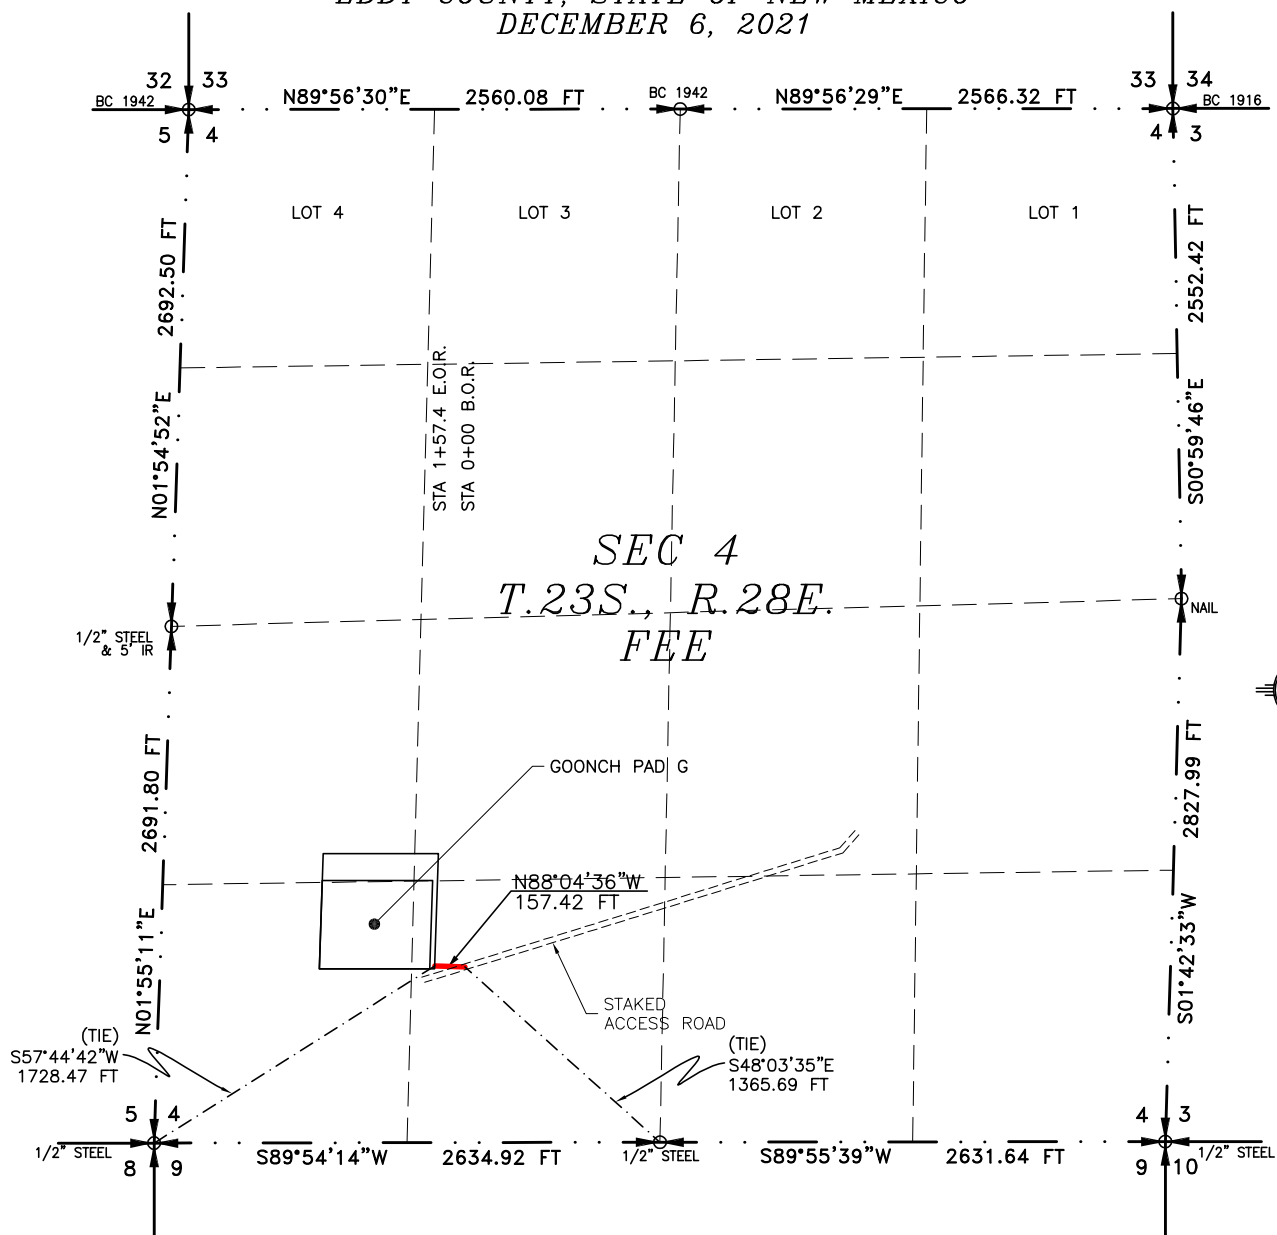 EDDY COUNTY, STATE OF NEW MEXICO
DECEMBER 6, 2021
32 33
33 34
BC 1942
N89°56'30"E 2560.08 FT
BC 1942
N89°56'29"E 2566.32 FT
BC 1916
5 4
4 3
LOT 4
LOT 3
LOT 2
LOT 1
2692.50 FT
N01°54'52"E
2552.42 FT
S00°59'46"E
STA 1+57.4 E.O.R.
STA 0+00 B.O.R.
SEC 4
T.23S., R.28E.
FEE
1/2" STEEL
& 5' IR
NAIL
2691.80 FT
N01°55'11"E
2827.99 FT
S01°42'33"W
GOONCH PAD G
N88°04'36"W
157.42 FT
STAKED
ACCESS ROAD
(TIE)
S57°44'42"W
1728.47 FT
(TIE)
S48°03'35"E
1365.69 FT
5 4
4 3
1/2" STEEL
S89°54'14"W 2634.92 FT
1/2" STEEL
S89°55'39"W 2631.64 FT
1/2" STEEL
8 9
9 10